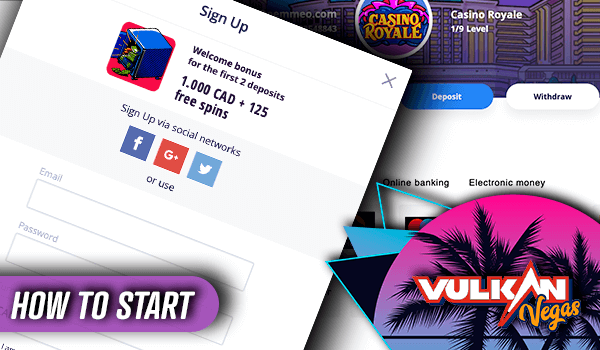 Sign Up
Welcome bonus
for the first 2 deposits
1.000 CAD + 125
free spins
Sign Up via social networks
f
G+
or use
Email
Password
HOW TO START
CASINO
ROYALE
Casino Royale
1/9 Level
Deposit
Withdraw
Online banking
Electronic money
VULKAN
Vegas